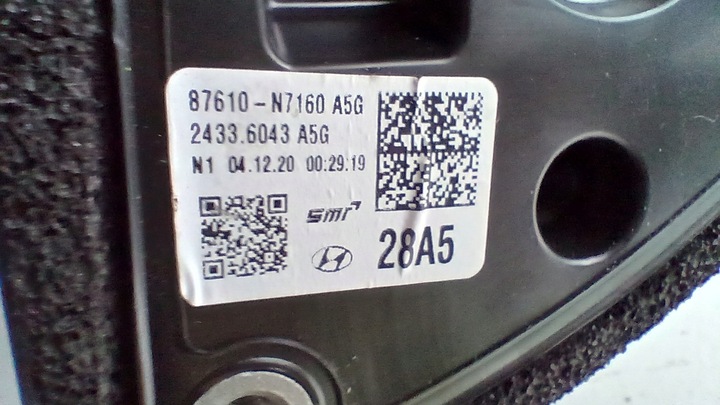 87610-N7160 A5G
2433.6043 A5G
N1 04.12.20 00:29:19
smr
28A5